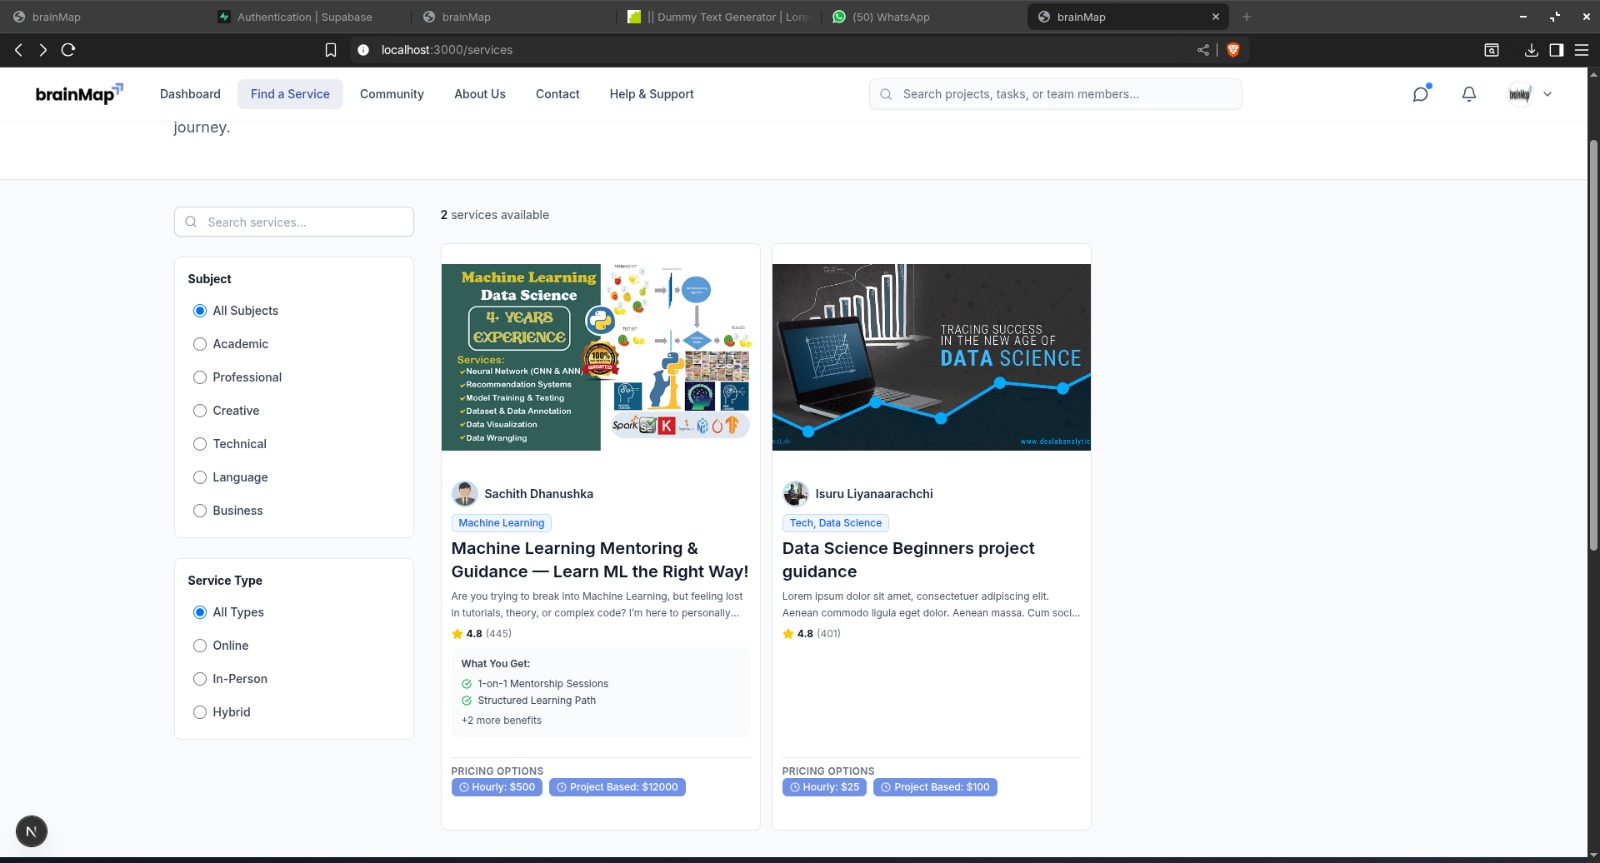 brainMap
Authentication | Supabase
brainMap
|| Dummy Text Generator | Lore
(50) WhatsApp
brainMap
localhost:3000/services
brainMap
Dashboard
Find a Service
Community
About Us
Contact
Help & Support
Search projects, tasks, or team members...
journey.
Search services...
2 services available
Subject
All Subjects
Academic
Professional
Creative
Technical
Language
Business
Service Type
All Types
Online
In-Person
Hybrid
Machine Learning
Data Science
4+ YEARS
EXPERIENCE
Services:
Neural Network (CNN & ANN)
Recommendation Systems
Model Training & Testing
Dataset & Data Annotation
Data Visualization
Data Wrangling
100%
Spark
K
Sachith Dhanushka
Machine Learning
Machine Learning Mentoring &
Guidance — Learn ML the Right Way!
Are you trying to break into Machine Learning, but feeling lost
in tutorials, theory, or complex code? I'm here to personally...
4.8 (445)
What You Get:
1-on-1 Mentorship Sessions
Structured Learning Path
+2 more benefits
PRICING OPTIONS
Hourly: $500
Project Based: $12000
TRACING SUCCESS
IN THE NEW AGE OF
DATA SCIENCE
www.dexlabanalytic
Isuru Liyanaarachchi
Tech, Data Science
Data Science Beginners project
guidance
Lorem ipsum dolor sit amet, consectetuer adipiscing elit.
Aenean commodo ligula eget dolor. Aenean massa. Cum soci...
4.8 (401)
PRICING OPTIONS
Hourly: $25
Project Based: $100
N